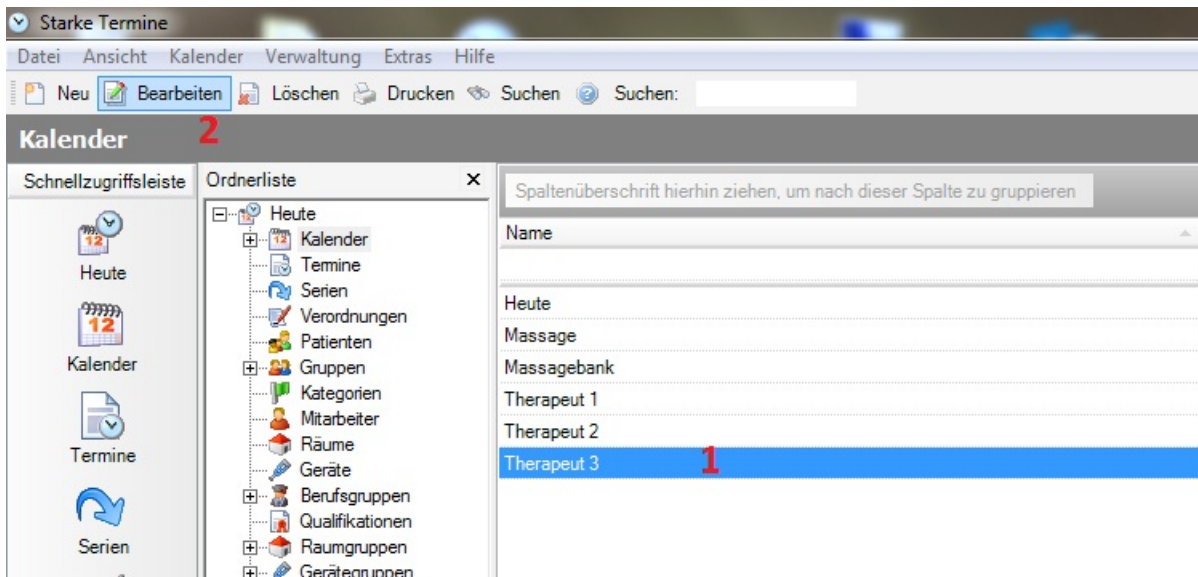 Starke Termine
Datei Ansicht Kalender Verwaltung Extras Hilfe
Neu Bearbeiten Löschen Drucken Suchen Suchen:
2
Kalender
Schnellzugriffsleiste
12
Heute
12
Kalender
Termine
Serien
Ordnerliste
Heute
Kalender
Termine
Serien
Verordnungen
Patienten
Gruppen
Kategorien
Mitarbeiter
Räume
Geräte
Berufsgruppen
Qualifikationen
Raumgruppen
Gerätegruppen
Spaltenüberschrift hierhin ziehen, um nach dieser Spalte zu gruppieren
Name
Heute
Massage
Massagebank
Therapeut 1
Therapeut 2
Therapeut 3 1